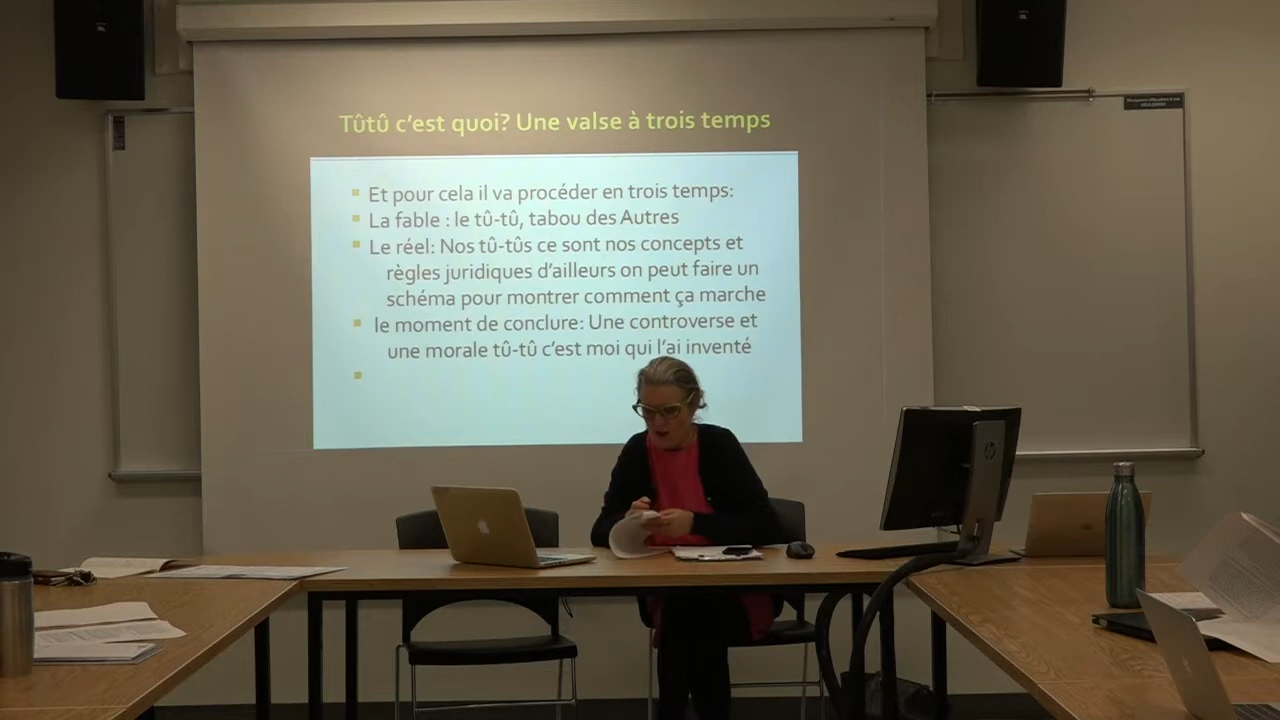 Tûtû c'est quoi? Une valse à trois temps
Et pour cela il va procéder en trois temps:
La fable : le tû-tû, tabou des Autres
Le réel: Nos tû-tûs ce sont nos concepts et
règles juridiques d'ailleurs on peut faire un
schéma pour montrer comment ça marche
le moment de conclure: Une controverse et
une morale tû-tû c'est moi qui l'ai inventé